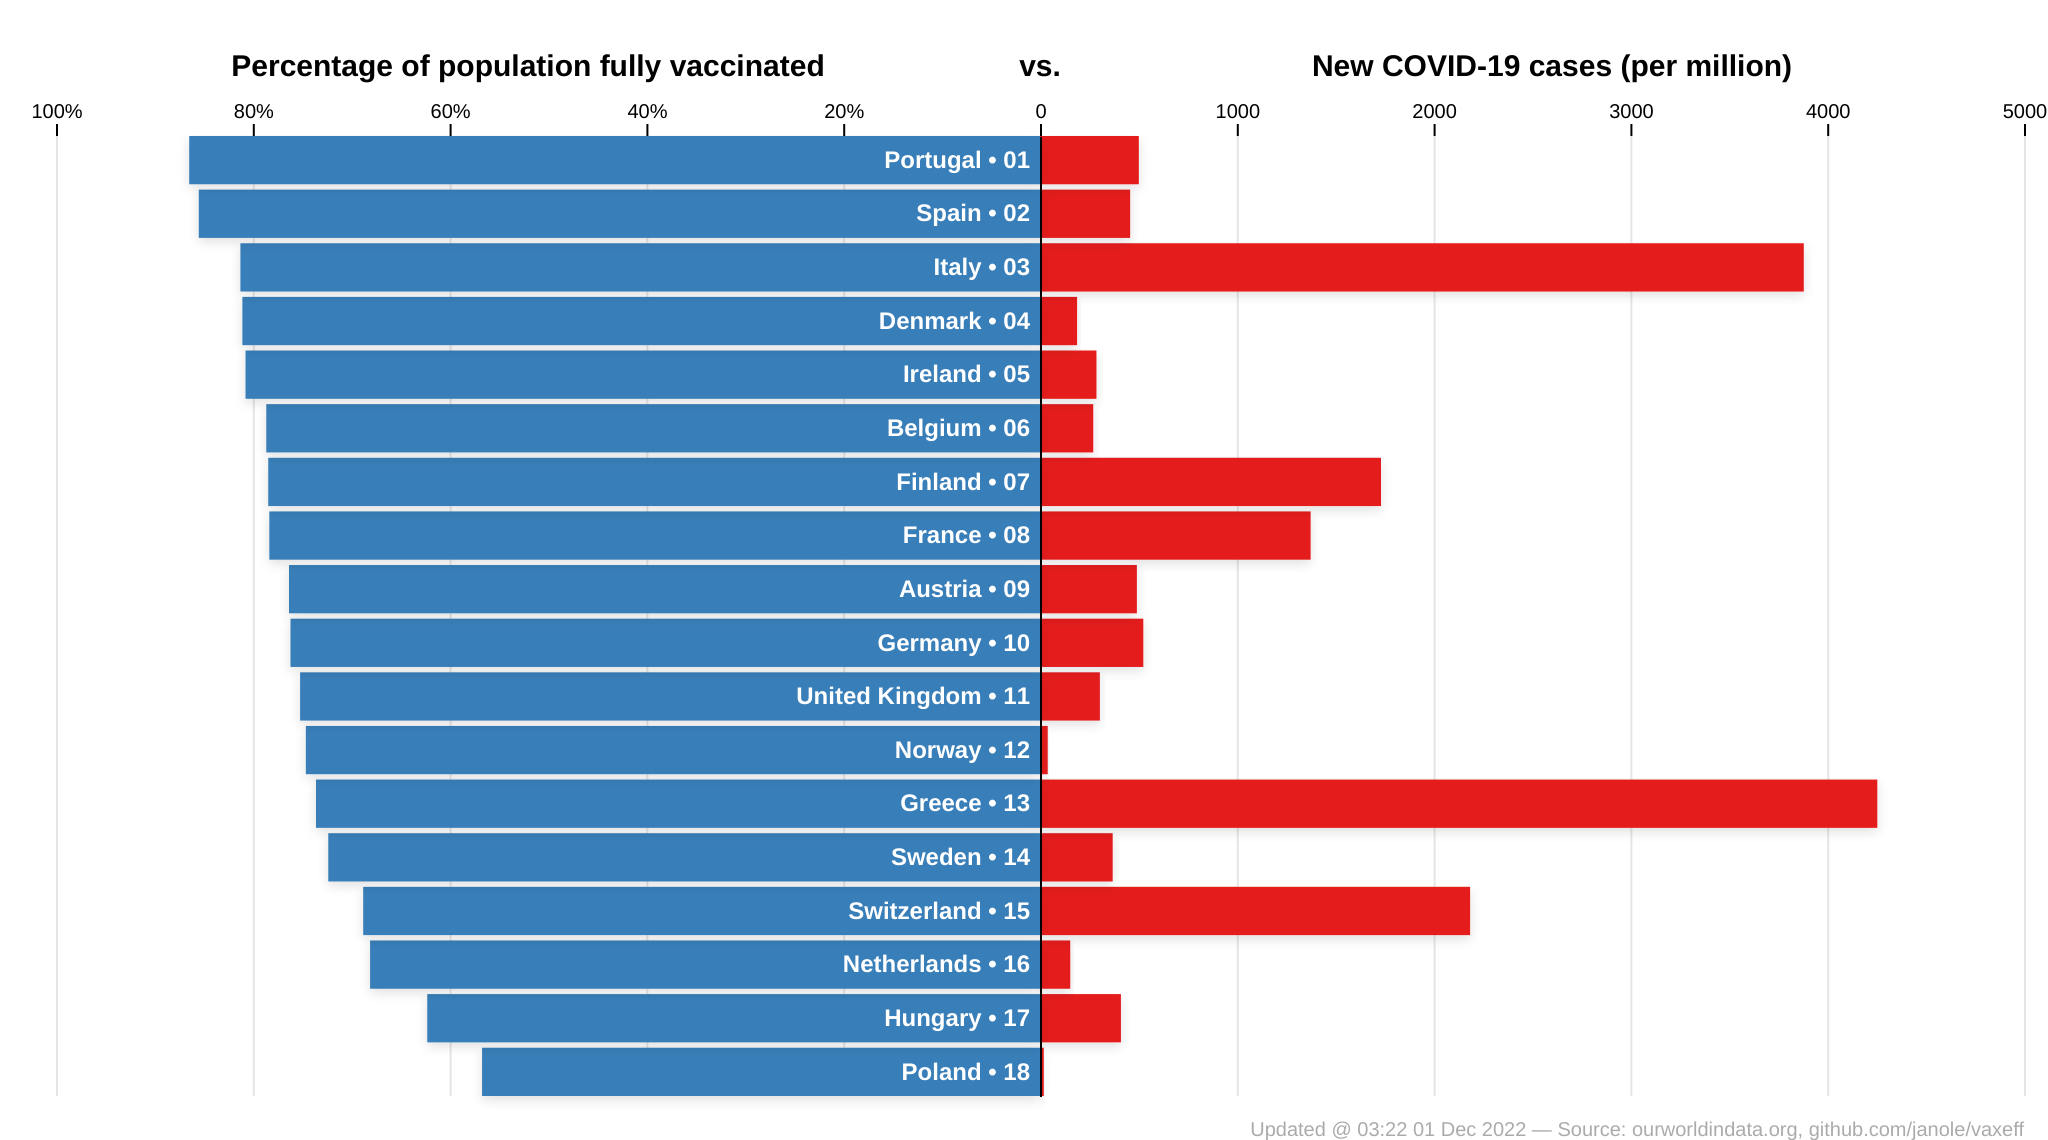 Percentage of population fully vaccinated vs. New COVID-19 cases (per million)
100% 80% 60% 40% 20% 0 1000 2000 3000 4000 5000
Portugal • 01
Spain • 02
Italy • 03
Denmark • 04
Ireland • 05
Belgium • 06
Finland • 07
France • 08
Austria • 09
Germany • 10
United Kingdom • 11
Norway • 12
Greece • 13
Sweden • 14
Switzerland • 15
Netherlands • 16
Hungary • 17
Poland • 18
Updated @ 03:22 01 Dec 2022 — Source: ourworldindata.org, github.com/janole/vaxeff